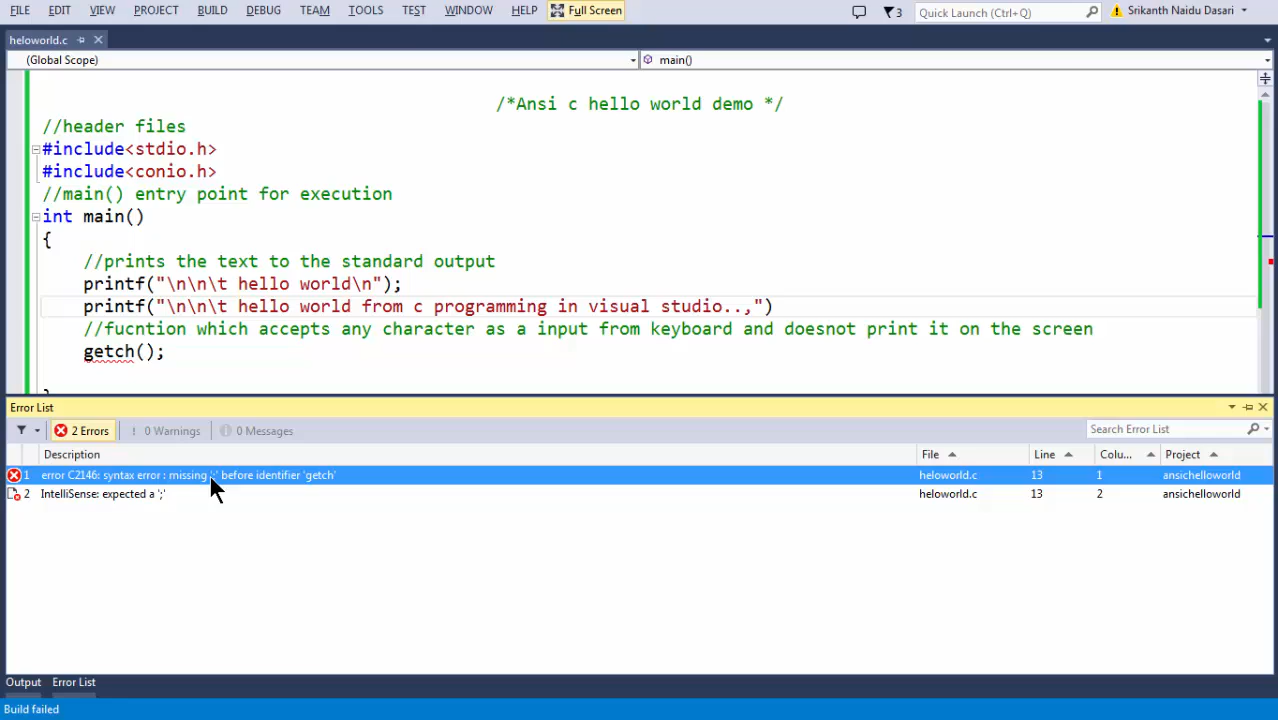 FILE EDIT VIEW PROJECT BUILD DEBUG TEAM TOOLS TEST WINDOW HELP Full Screen 3 Quick Launch (Ctrl+Q) Srikanth Naidu Dasari
heloworld.c
(Global Scope) main()
/*Ansi c hello world demo */
//header files
#include<stdio.h>
#include<conio.h>
//main() entry point for execution
int main()
{
//prints the text to the standard output
printf("\n\n\t hello world\n");
printf("\n\n\t hello world from c programming in visual studio..,")
//fucntion which accepts any character as a input from keyboard and doesnot print it on the screen
getch();
}
Error List
2 Errors 0 Warnings 0 Messages Search Error List
Description File Line Colu... Project
1 error C2146: syntax error : missing ';' before identifier 'getch' heloworld.c 13 1 ansichelloworld
2 IntelliSense: expected a ';' heloworld.c 13 2 ansichelloworld
Output Error List
Build failed